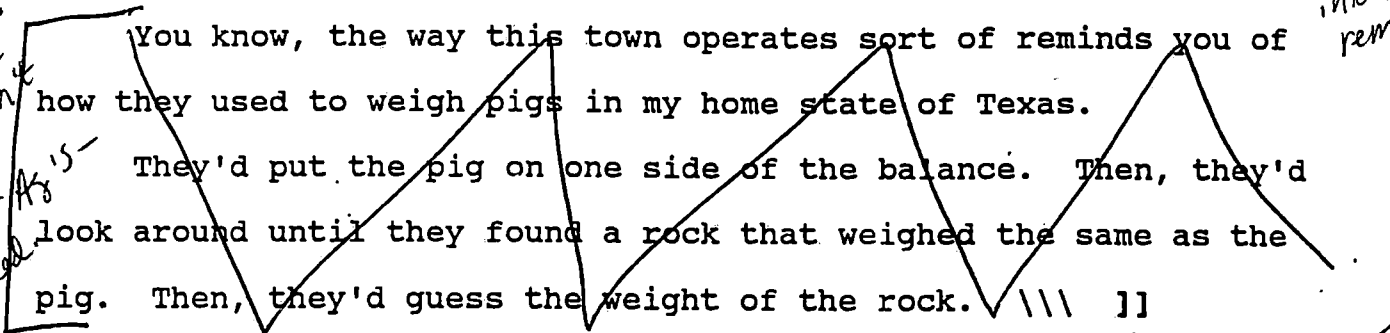 You know, the way this town operates sort of reminds you of
how they used to weigh pigs in my home state of Texas.
They'd put the pig on one side of the balance. Then, they'd
look around until they found a rock that weighed the same as the
pig. Then, they'd guess the weight of the rock. \\\ ]]